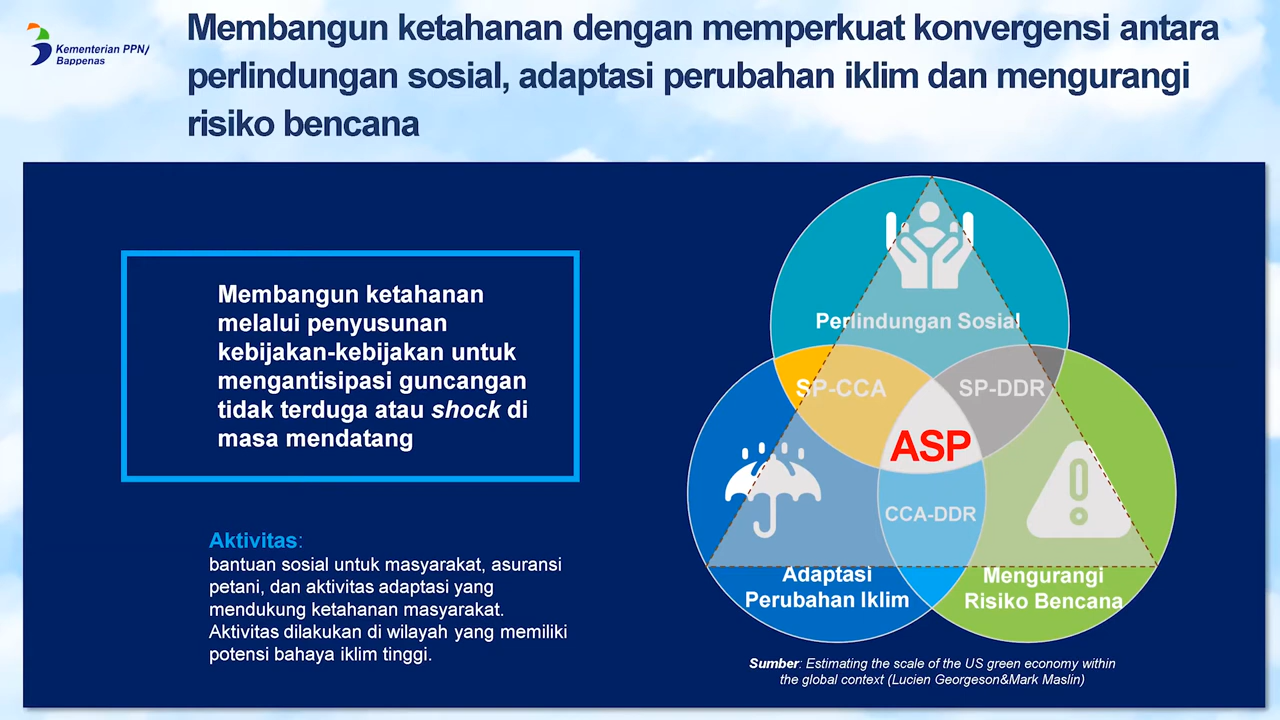 Kementerian PPN/
Bappenas
Membangun ketahanan dengan memperkuat konvergensi antara
perlindungan sosial, adaptasi perubahan iklim dan mengurangi
risiko bencana
Membangun ketahanan
melalui penyusunan
kebijakan-kebijakan untuk
mengantisipasi guncangan
tidak terduga atau shock di
masa mendatang
Aktivitas:
bantuan sosial untuk masyarakat, asuransi
petani, dan aktivitas adaptasi yang
mendukung ketahanan masyarakat.
Aktivitas dilakukan di wilayah yang memiliki
potensi bahaya iklim tinggi.
Perlindungan Sosial
SP-CCA
SP-DDR
ASP
CCA-DDR
Adaptasi
Perubahan Iklim
Mengurangi
Risiko Bencana
Sumber: Estimating the scale of the US green economy within
the global context (Lucien Georgeson&Mark Maslin)